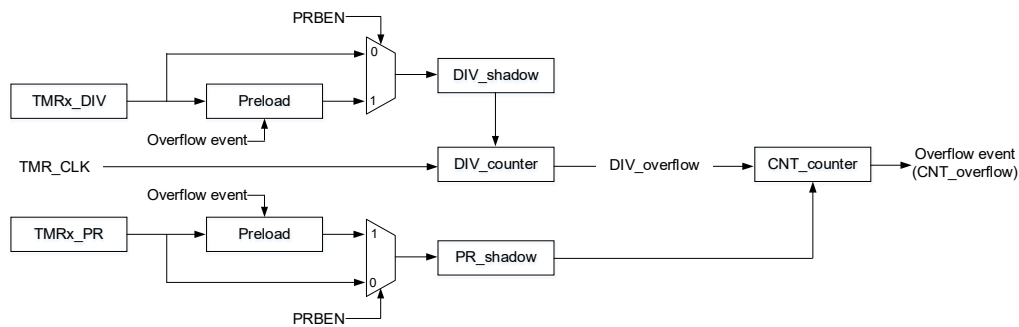 PRBEN
0
DIV_shadow
TMRx_DIV
Preload
1
Overflow event
TMR_CLK
DIV_counter
DIV_overflow
CNT_counter
Overflow event
(CNT_overflow)
Overflow event
TMRx_PR
Preload
1
PR_shadow
0
PRBEN